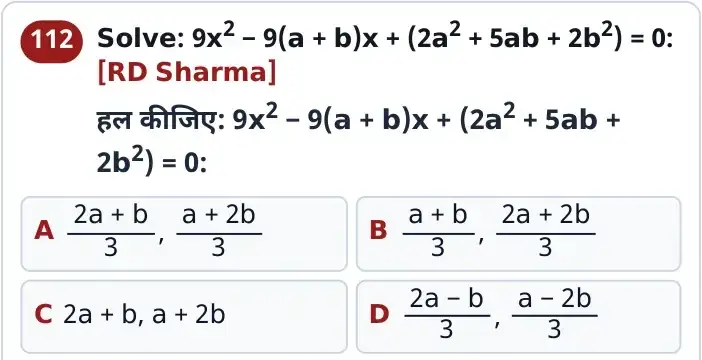 112 Solve: 9x² − 9(a + b)x + (2a² + 5ab + 2b²) = 0:
[RD Sharma]
हल कीजिए: 9x² − 9(a + b)x + (2a² + 5ab +
2b²) = 0:
A (2a + b)/3, (a + 2b)/3
B (a + b)/3, (2a + 2b)/3
C 2a + b, a + 2b
D (2a − b)/3, (a − 2b)/3